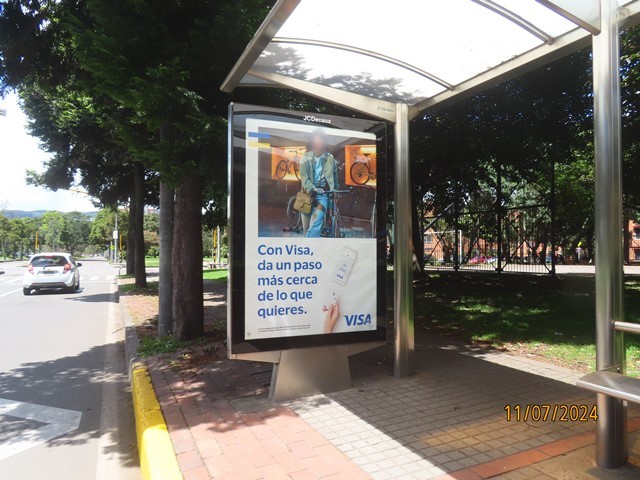 JCDecaux
Con Visa,
da un paso
más cerca
de lo que
quieres.
VISA
11/07/2024